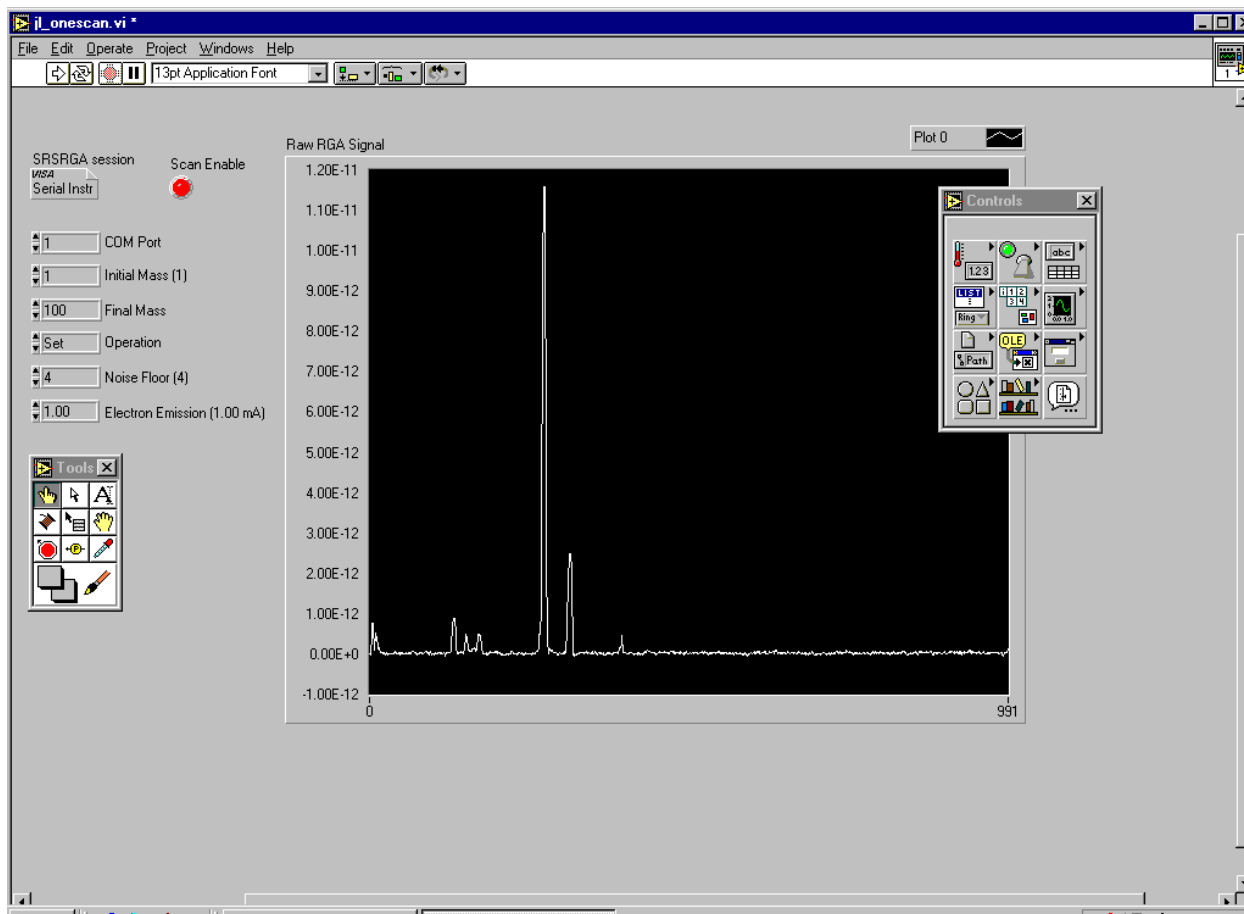 jl_onescan.vi *
File Edit Operate Project Windows Help
13pt Application Font
1
SRSRGA session
VISA
Serial Instr
Scan Enable
1 COM Port
1 Initial Mass (1)
100 Final Mass
Set Operation
4 Noise Floor (4)
1.00 Electron Emission (1.00 mA)
Tools
A
P
Raw RGA Signal
Plot 0
1.20E-11
1.10E-11
1.00E-11
9.00E-12
8.00E-12
7.00E-12
6.00E-12
5.00E-12
4.00E-12
3.00E-12
2.00E-12
1.00E-12
0.00E+0
-1.00E-12
0 991
Controls
1.23
abc
LIST
Ring
1 2
3 4
Path
OLE